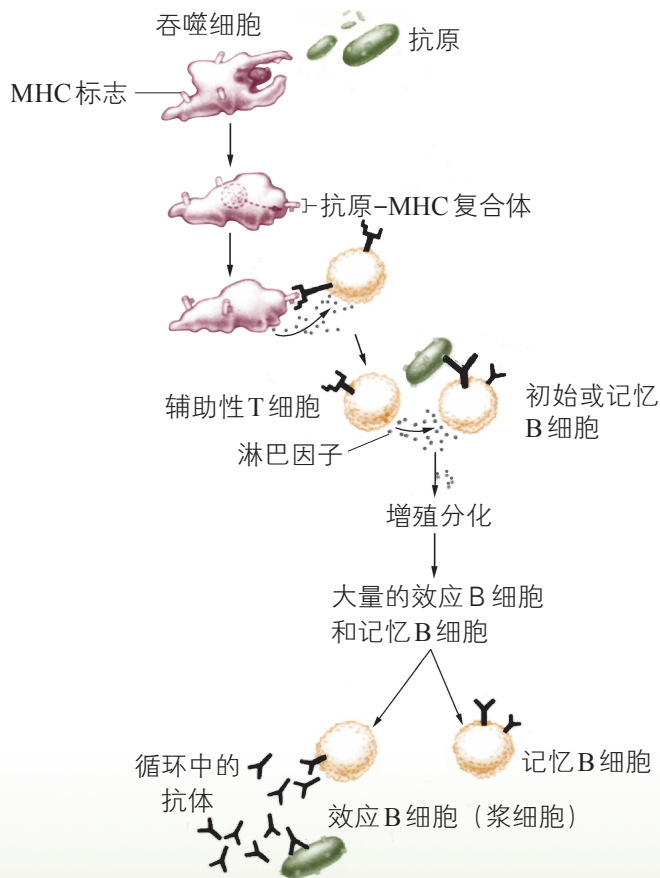 吞噬细胞
抗原
MHC标志
抗原–MHC复合体
辅助性T细胞
初始或记忆
B细胞
淋巴因子
增殖分化
大量的效应B细胞
和记忆B细胞
循环中的
抗体
记忆B细胞
效应B细胞（浆细胞）